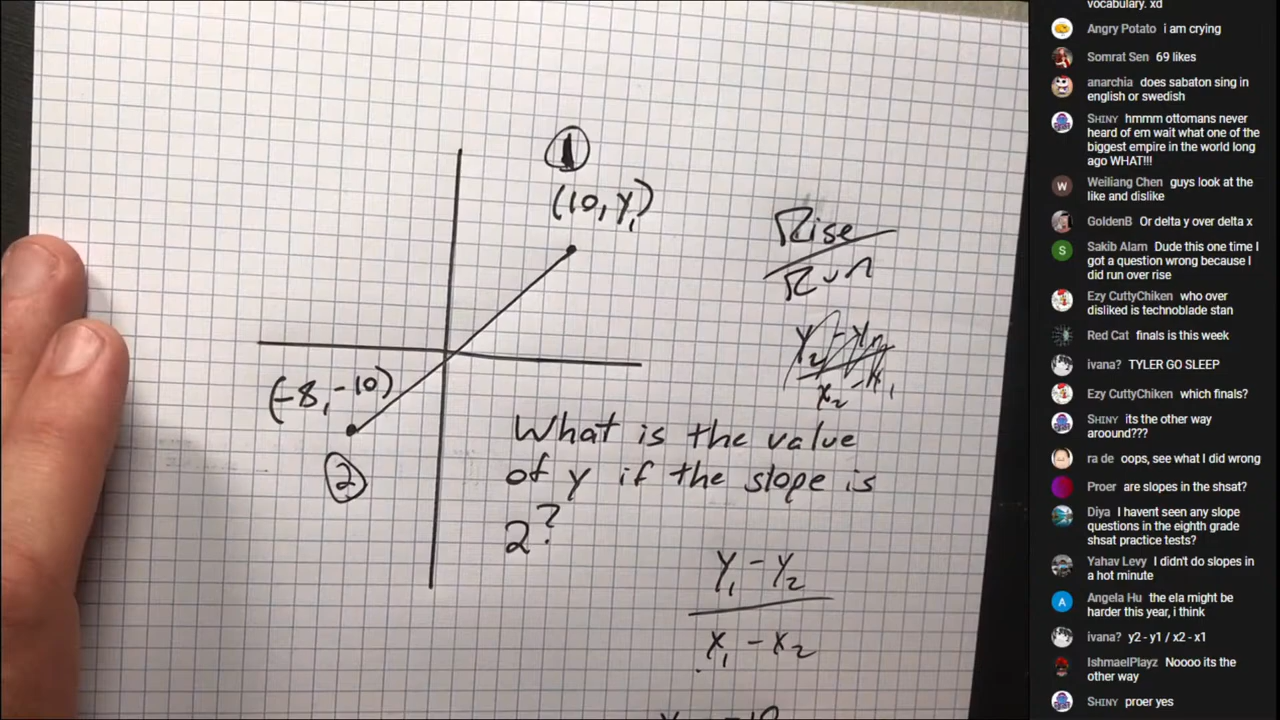 1
(10, y₁)
Rise
Run
y₂ - y₁
x₂ - x₁
(-8, -10)
2
What is the value
of y if the slope is
2?
y₁ - y₂
x₁ - x₂
vocabulary. xd
Angry Potato i am crying
Somrat Sen 69 likes
anarchia does sabaton sing in
english or swedish
SHINY hmmm ottomans never
heard of em wait what one of the
biggest empire in the world long
ago WHAT!!!
W
Weiliang Chen guys look at the
like and dislike
GoldenB Or delta y over delta x
S
Sakib Alam Dude this one time I
got a question wrong because I
did run over rise
Ezy CuttyChiken who over
disliked is technoblade stan
Red Cat finals is this week
ivana? TYLER GO SLEEP
Ezy CuttyChiken which finals?
SHINY its the other way
aroound???
ra de oops, see what I did wrong
Proer are slopes in the shsat?
Diya I havent seen any slope
questions in the eighth grade
shsat practice tests?
Yahav Levy I didn't do slopes in
a hot minute
A
Angela Hu the ela might be
harder this year, i think
ivana? y2 - y1 / x2 - x1
IshmaelPlayz Noooo its the
other way
SHINY proer yes